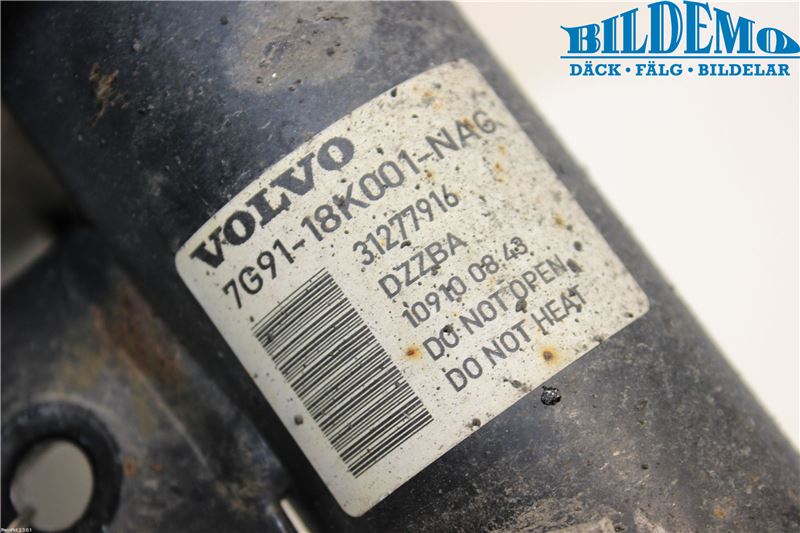 BILDEMO
DÄCK • FÄLG • BILDELAR
VOLVO
7G91-18K001-NAG
31277916
DZZBA
10910 08:43
DO NOT OPEN
DO NOT HEAT